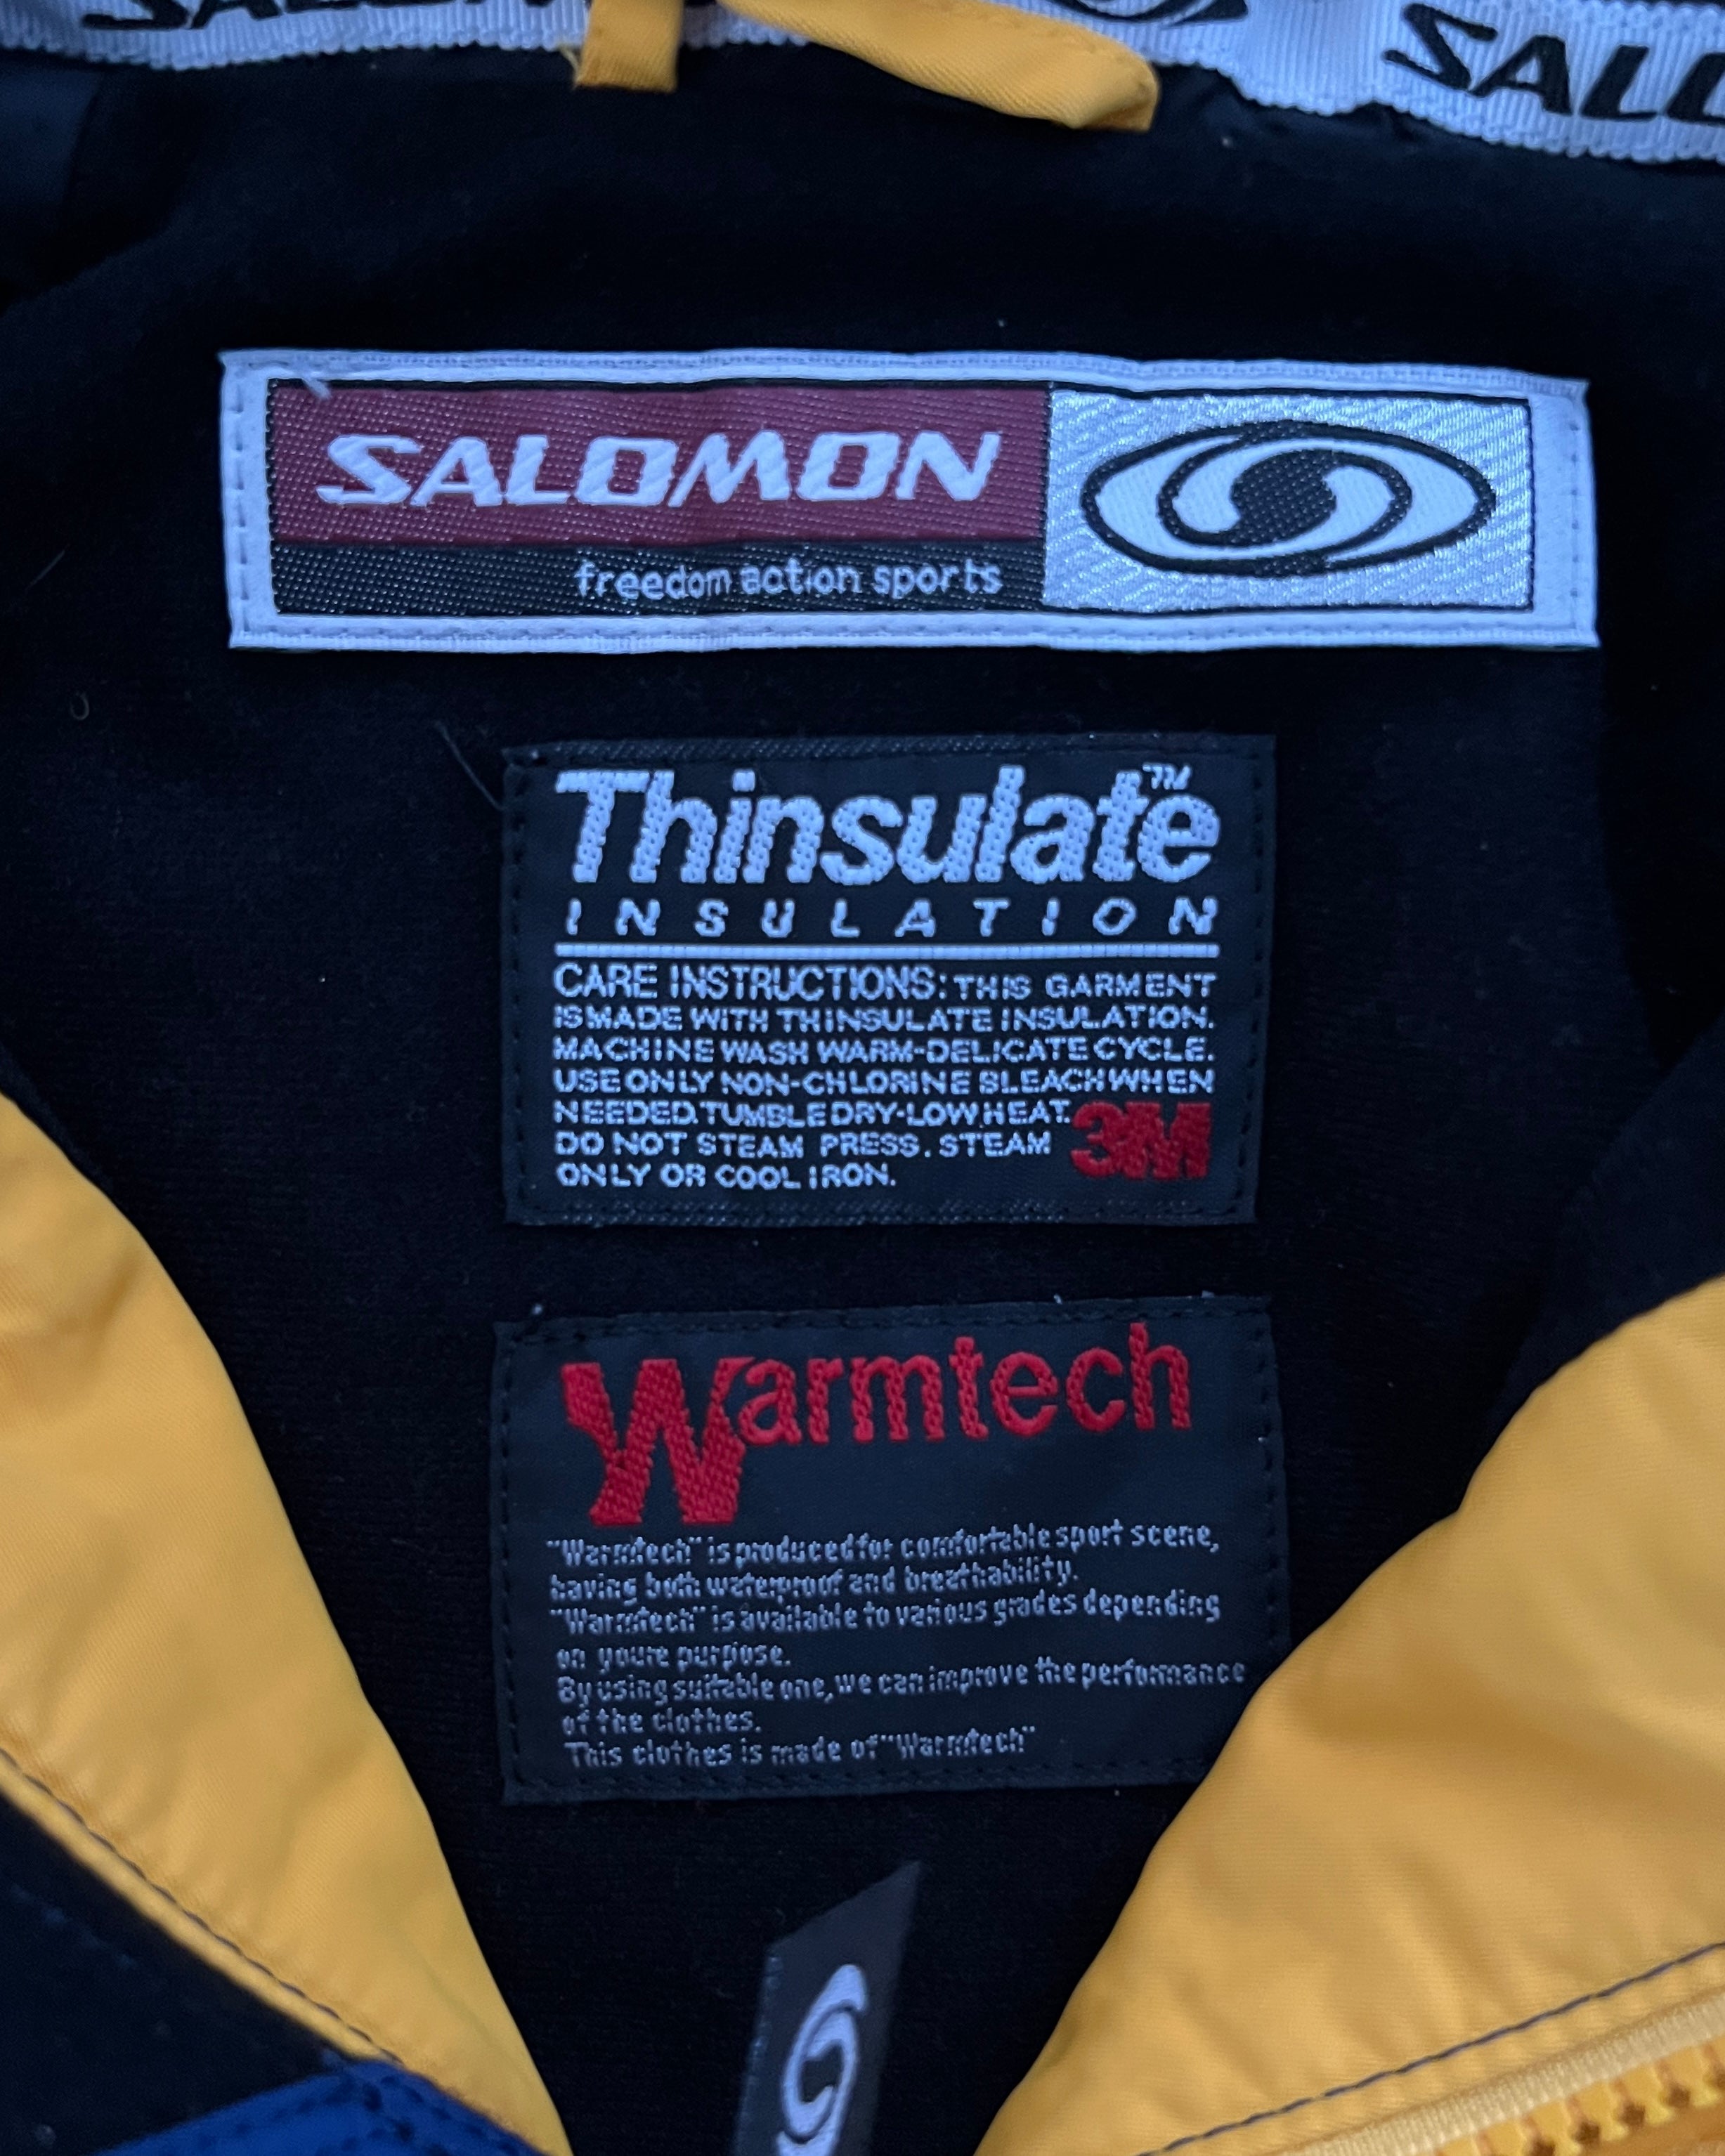 SALOMON
SALO
SALOMON
freedom action sports
Thinsulate™
INSULATION
CARE INSTRUCTIONS: THIS GARMENT
IS MADE WITH THINSULATE INSULATION.
MACHINE WASH WARM-DELICATE CYCLE.
USE ONLY NON-CHLORINE BLEACH WHEN
NEEDED. TUMBLE DRY-LOW HEAT.
DO NOT STEAM PRESS. STEAM
ONLY OR COOL IRON.
3M
Warmtech
"Warmtech" is produced for comfortable sport scene,
having both waterproof and breathability.
"Warmtech" is available to various grades depending
on youre purpose.
By using suitable one, we can improve the performance
of the clothes.
This clothes is made of "Warmtech"